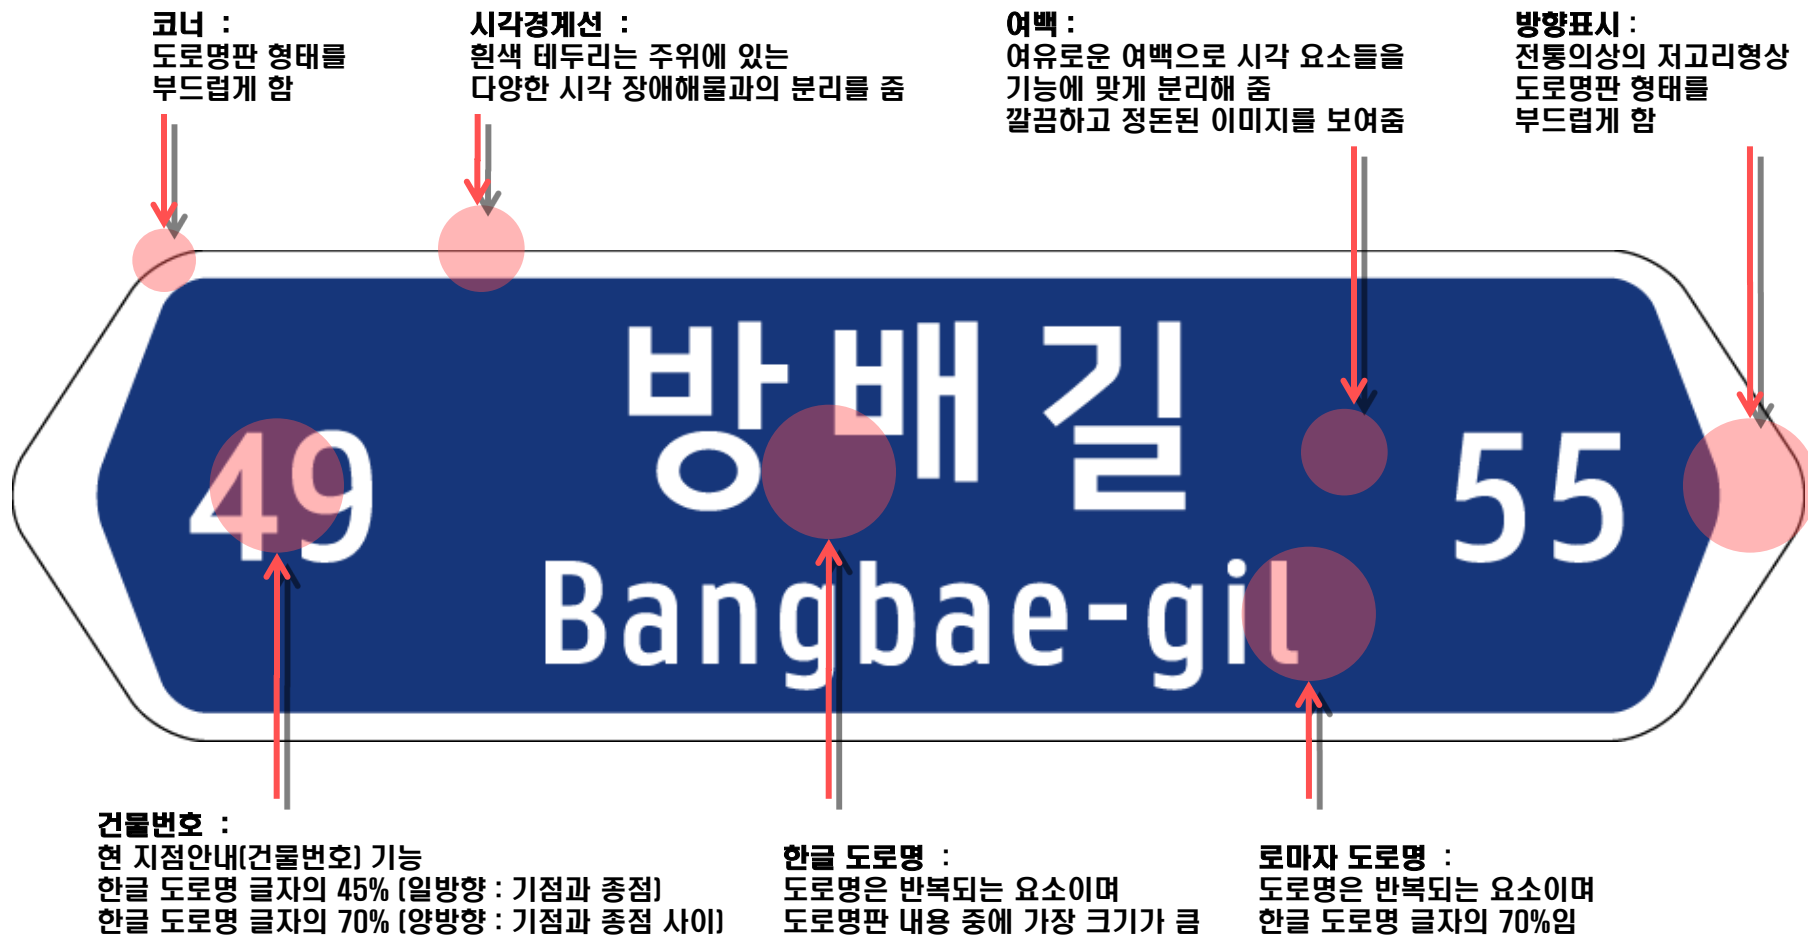 코너 :
도로명판 형태를
부드럽게 함
시각경계선 :
흰색 테두리는 주위에 있는
다양한 시각 장애해물과의 분리를 줌
여백 :
여유로운 여백으로 시각 요소들을
기능에 맞게 분리해 줌
깔끔하고 정돈된 이미지를 보여줌
방향표시 :
전통의상의 저고리형상
도로명판 형태를
부드럽게 함
49
방배길
55
Bangbae-gil
건물번호 :
현 지점안내(건물번호) 기능
한글 도로명 글자의 45% (일방향 : 기점과 종점)
한글 도로명 글자의 70% (양방향 : 기점과 종점 사이)
한글 도로명 :
도로명은 반복되는 요소이며
도로명판 내용 중에 가장 크기가 큼
로마자 도로명 :
도로명은 반복되는 요소이며
한글 도로명 글자의 70%임